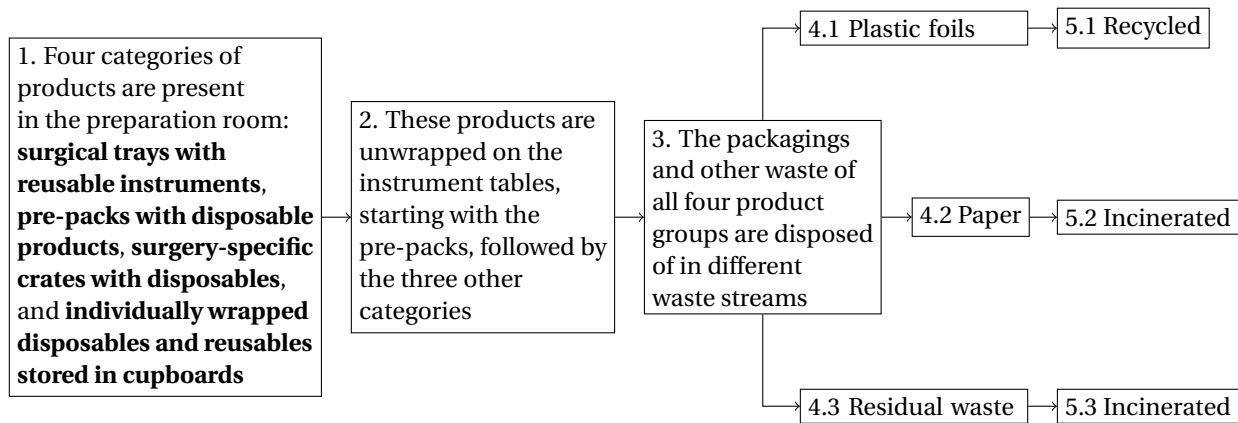 1. Four categories of
products are present
in the preparation room:
surgical trays with
reusable instruments,
pre-packs with disposable
products, surgery-specific
crates with disposables,
and individually wrapped
disposables and reusables
stored in cupboards
2. These products are
unwrapped on the
instrument tables,
starting with the
pre-packs, followed by
the three other
categories
3. The packagings
and other waste of
all four product
groups are disposed
of in different
waste streams
4.1 Plastic foils
5.1 Recycled
4.2 Paper
5.2 Incinerated
4.3 Residual waste
5.3 Incinerated